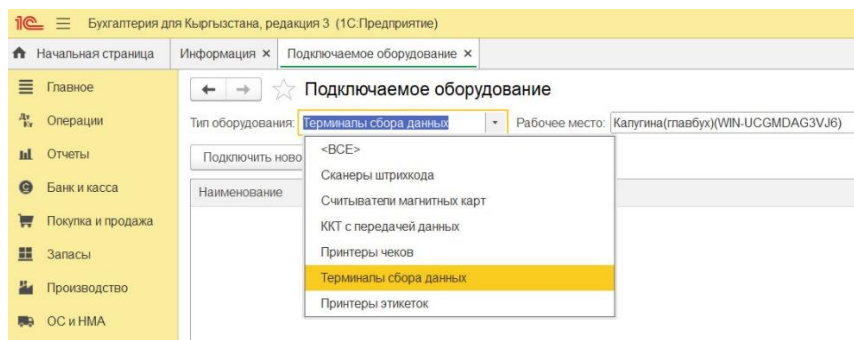 1С Бухгалтерия для Кыргызстана, редакция 3 (1С:Предприятие)
Начальная страница Информация × Подключаемое оборудование ×
Главное
Операции
Отчеты
Банк и касса
Покупка и продажа
Запасы
Производство
ОС и НМА
Подключаемое оборудование
Тип оборудования: Терминалы сбора данных Рабочее место: Капугина(главбух)(WIN-UCGMDAG3VJ6)
Подключить ново
Наименование
<ВСЕ>
Сканеры штрихкода
Считыватели магнитных карт
ККТ с передачей данных
Принтеры чеков
Терминалы сбора данных
Принтеры этикеток